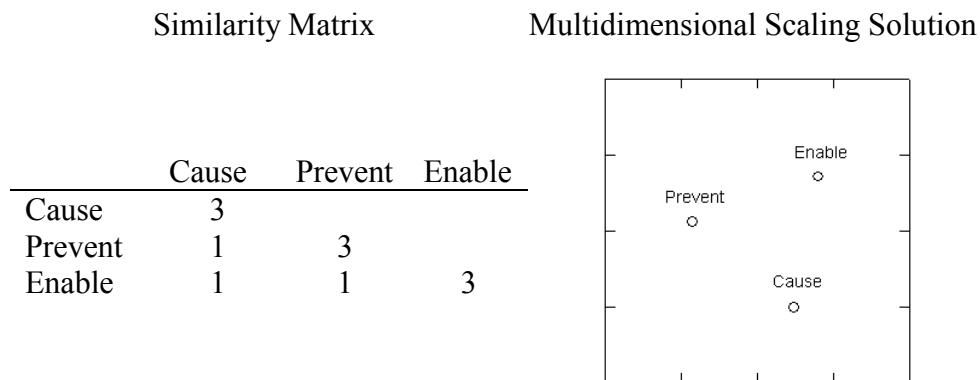 Similarity Matrix
Multidimensional Scaling Solution
Cause Prevent Enable
Cause 3
Prevent 1 3
Enable 1 1 3
Enable
Prevent
Cause